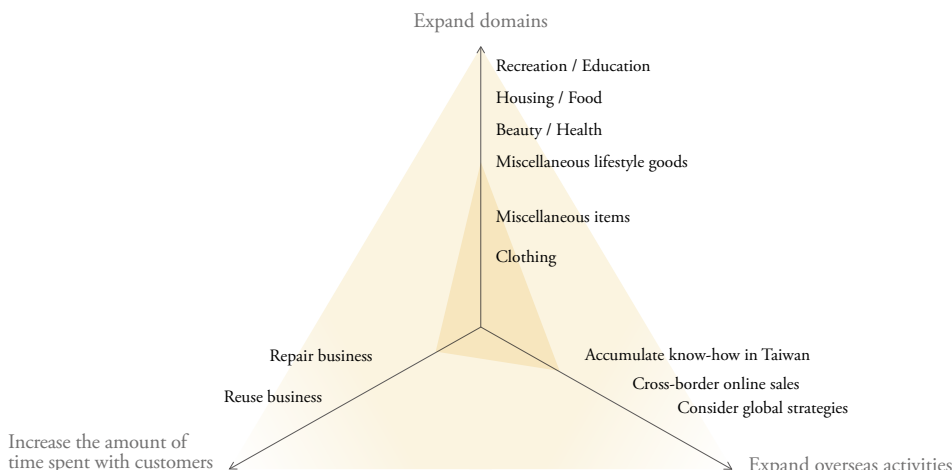 Expand domains
Recreation / Education
Housing / Food
Beauty / Health
Miscellaneous lifestyle goods
Miscellaneous items
Clothing
Repair business
Accumulate know-how in Taiwan
Cross-border online sales
Reuse business
Consider global strategies
Increase the amount of
time spent with customers
Expand overseas activities